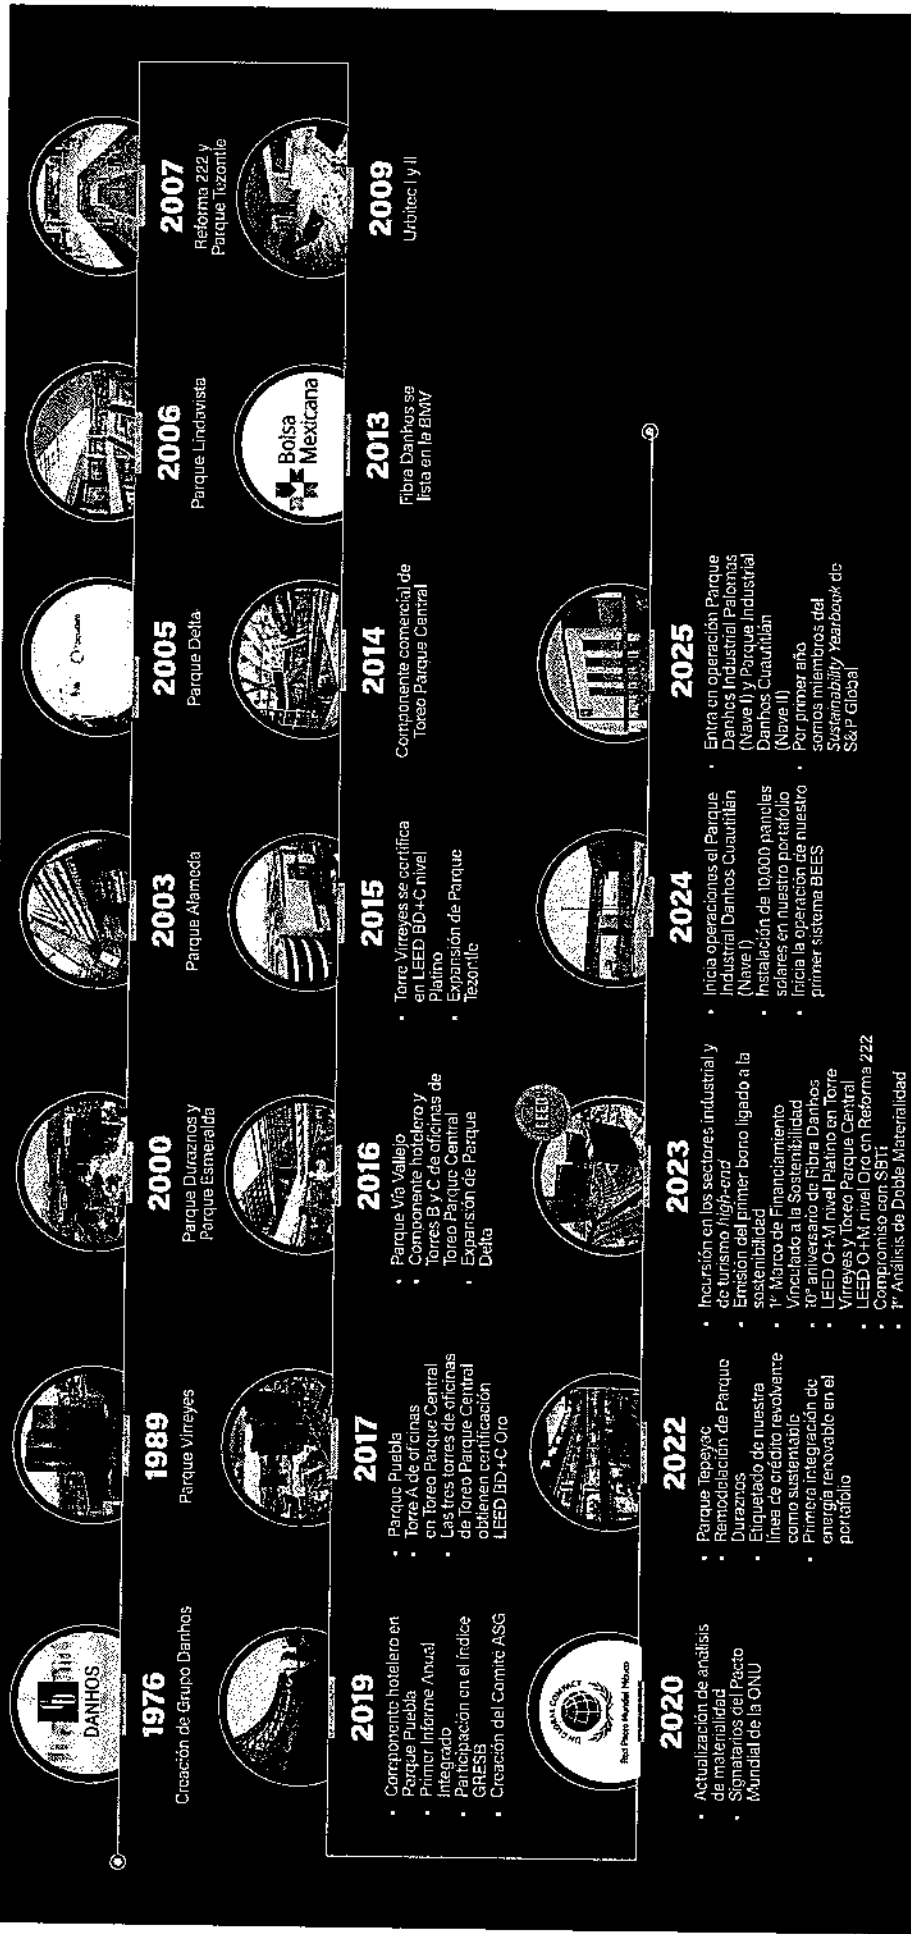 DANHOS
1976
Creación de Grupo Danhos
1989
Parque Virreyes
2000
Parque Duraznos y
Parque Esmeralda
2003
Parque Alameda
2005
Parque Delta
2006
Parque Lindavista
2007
Reforma 222 y
Parque Tezontle
2009
Urbitec I y II
Bolsa
Mexicana
2013
Fibra Danhos se
lista en la BMV
2014
Componente comercial de
Toreo Parque Central
2015
• Torre Virreyes se certifica
en LEED BD+C nivel
Platino
• Expansión de Parque
Tezontle
2016
• Parque Vía Vallejo
• Componente hotelero y
Torres B y C de oficinas de
Toreo Parque Central
• Expansión de Parque
Delta
2017
• Parque Puebla
• Torre A de oficinas
en Toreo Parque Central
• Las tres torres de oficinas
de Toreo Parque Central
obtienen certificación
LEED BD+C Oro
2019
• Componente hotelero en
Parque Puebla
• Primer Informe Anual
Integrado
• Participación en el índice
GRESB
• Creación del Comité ASG
UN GLOBAL COMPACT
Red Pacto Mundial México
2020
• Actualización de análisis
de materialidad
• Signatarios del Pacto
Mundial de la ONU
2022
• Parque Tepeyac
• Remodelación de Parque
Duraznos
• Etiquetado de nuestra
línea de crédito revolvente
como sustentable
• Primera integración de
energía renovable en el
portafolio
LEED
2023
• Incursión en los sectores industrial y
de turismo high-end
• Emisión del primer bono ligado a la
sostenibilidad
• 1er Marco de Financiamiento
Vinculado a la Sostenibilidad
• 10° aniversario de Fibra Danhos
• LEED O+M nivel Platino en Torre
Virreyes y Toreo Parque Central
• LEED O+M nivel Oro en Reforma 222
• Compromiso con SBTi
• 1er Análisis de Doble Materialidad
2024
• Inicia operaciones el Parque
Industrial Danhos Cuautitlán
(Nave I)
• Instalación de 10,000 paneles
solares en nuestro portafolio
• Inicia la operación de nuestro
primer sistema BEES
2025
• Entra en operación Parque
Danhos Industrial Palomas
(Nave I) y Parque Industrial
Danhos Cuautitlán
(Nave II)
• Por primer año
somos miembros del
Sustainability Yearbook de
S&P Global